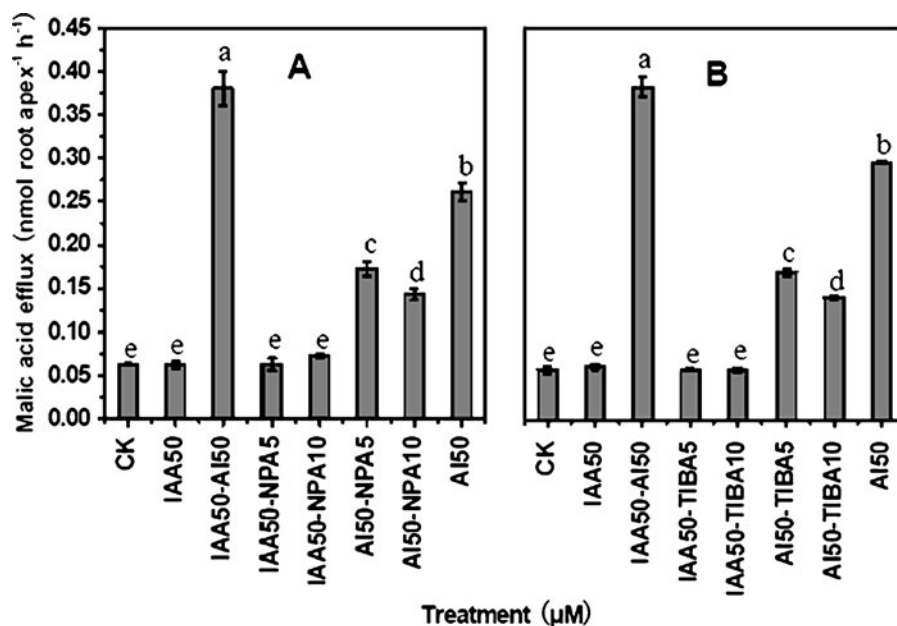 Malic acid efflux (nmol root apex⁻¹ h⁻¹)
0.45
0.40
0.35
0.30
0.25
0.20
0.15
0.10
0.05
0.00
A
e
e
a
e
e
c
d
b
CK
IAA50
IAA50-Al50
IAA50-NPA5
IAA50-NPA10
Al50-NPA5
Al50-NPA10
Al50
B
e
e
a
e
e
c
d
b
CK
IAA50
IAA50-Al50
IAA50-TIBA5
IAA50-TIBA10
Al50-TIBA5
Al50-TIBA10
Al50
Treatment (μM)